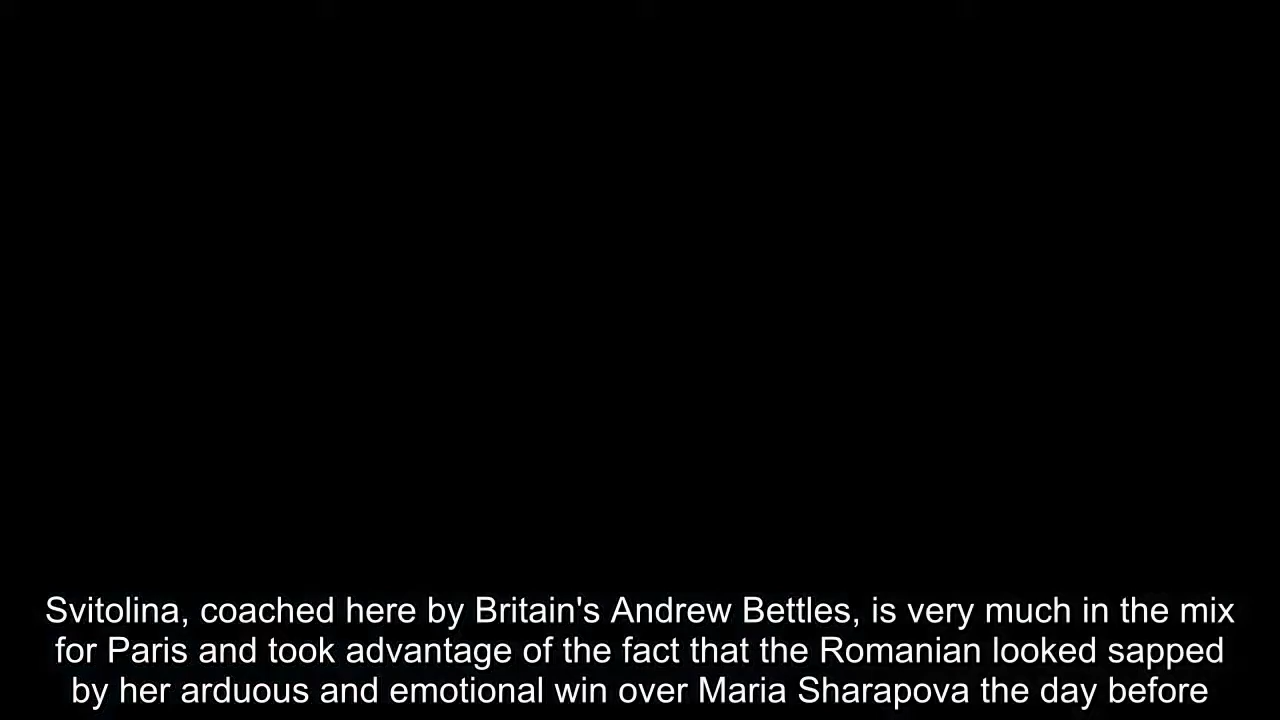 Svitolina, coached here by Britain's Andrew Bettles, is very much in the mix
for Paris and took advantage of the fact that the Romanian looked sapped
by her arduous and emotional win over Maria Sharapova the day before